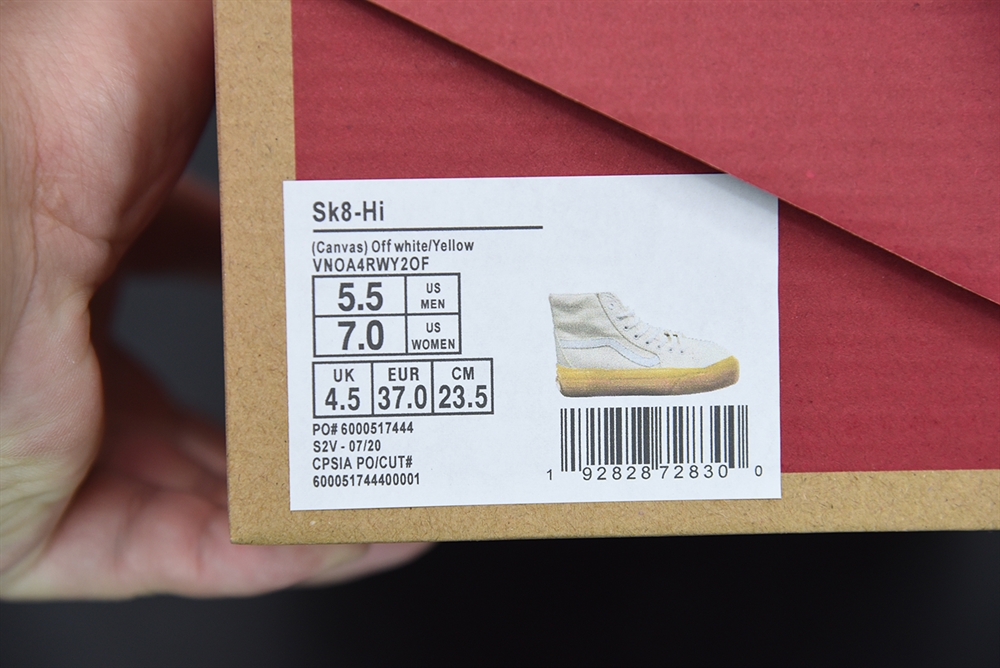 Sk8-Hi
(Canvas) Off white/Yellow
VNOA4RWY2OF
5.5 US MEN
7.0 US WOMEN
UK EUR CM
4.5 37.0 23.5
PO# 6000517444
S2V - 07/20
CPSIA PO/CUT#
600051744400001
1 92828 72830 0